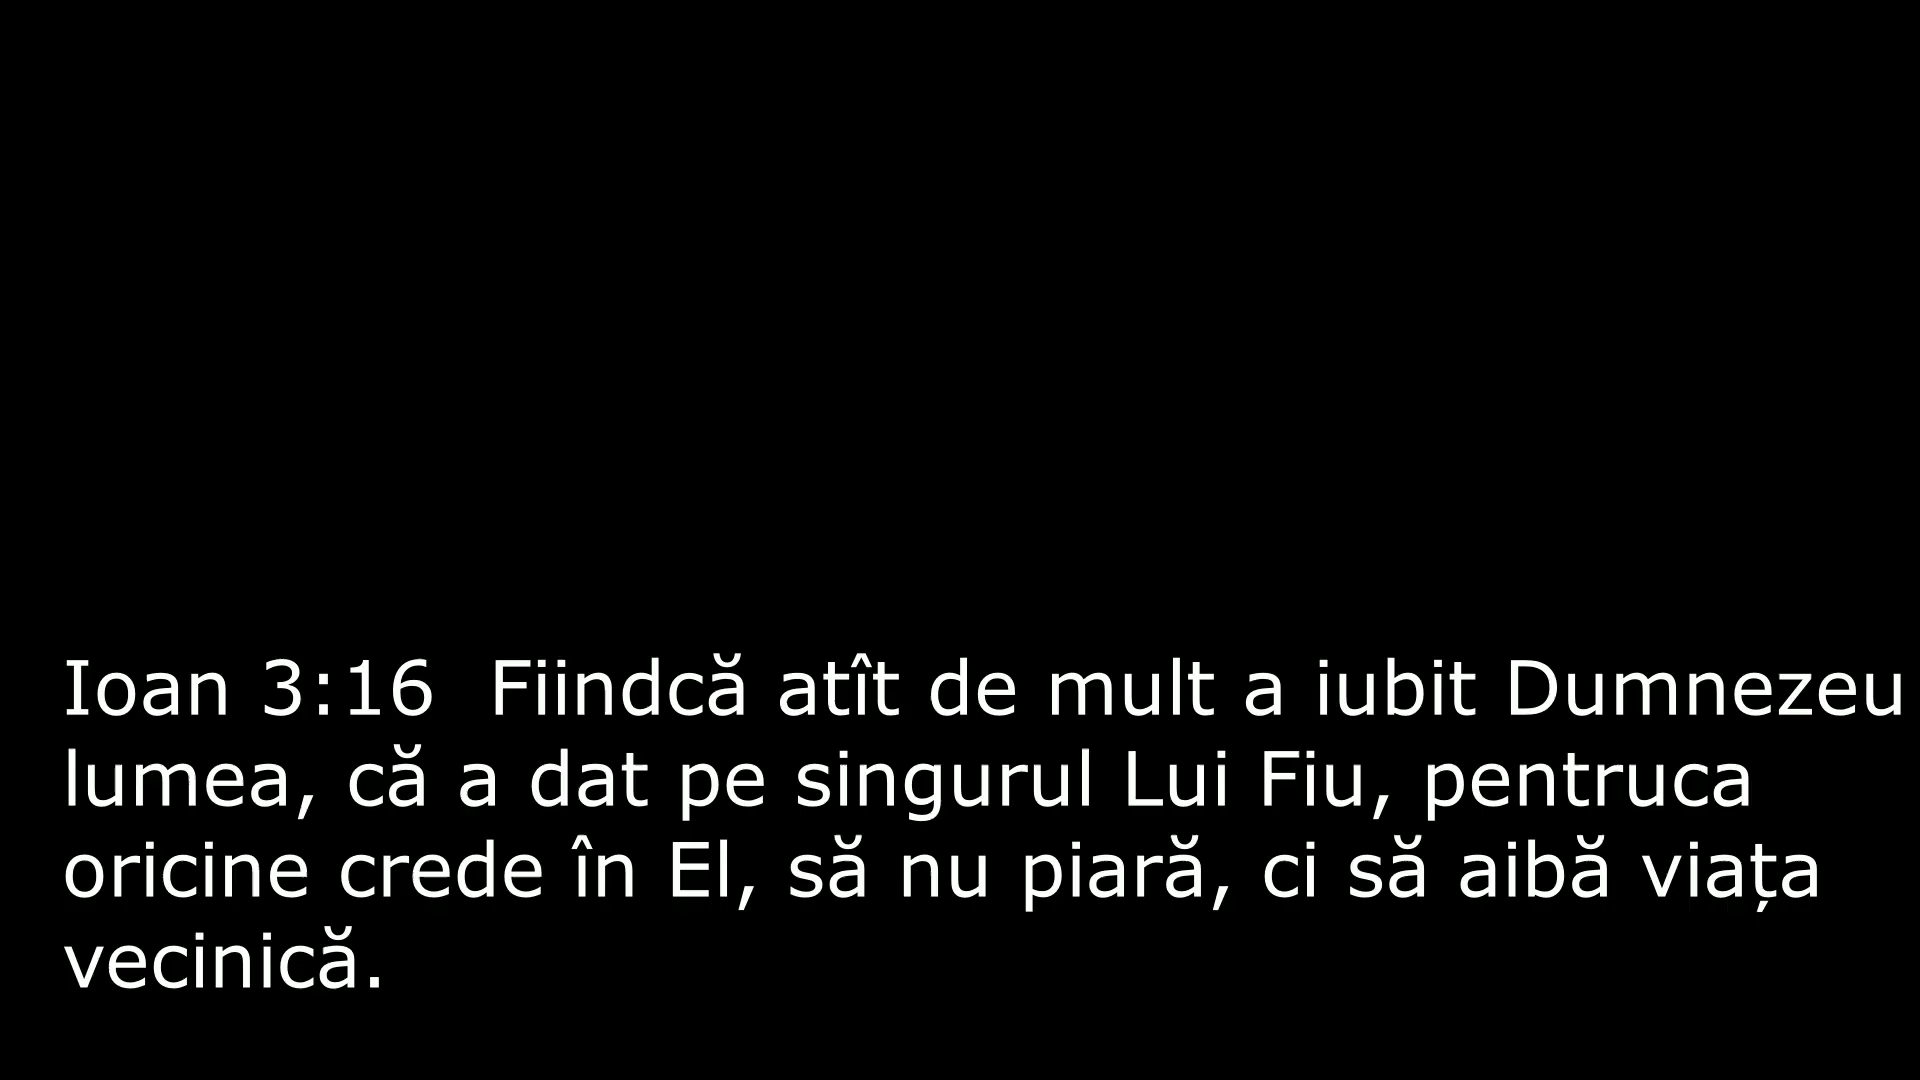 Ioan 3:16  Fiindcă atît de mult a iubit Dumnezeu
lumea, că a dat pe singurul Lui Fiu, pentruca
oricine crede în El, să nu piară, ci să aibă viața
vecinică.